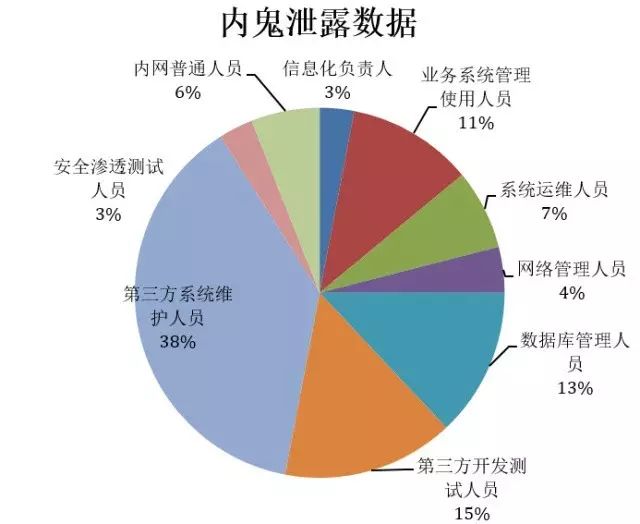 内鬼泄露数据
信息化负责人
3%
业务系统管理
使用人员
11%
系统运维人员
7%
网络管理人员
4%
数据库管理人
员
13%
第三方开发测
试人员
15%
第三方系统维
护人员
38%
安全渗透测试
人员
3%
内网普通人员
6%